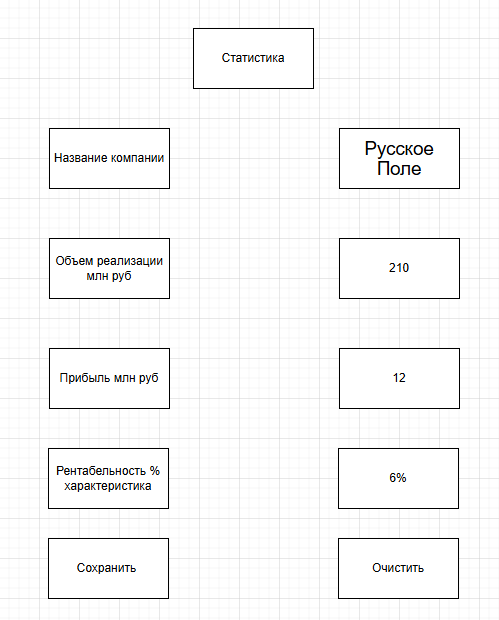 Статистика
Название компании
Русское
Поле
Объем реализации
млн руб
210
Прибыль млн руб
12
Рентабельность %
характеристика
6%
Сохранить
Очистить